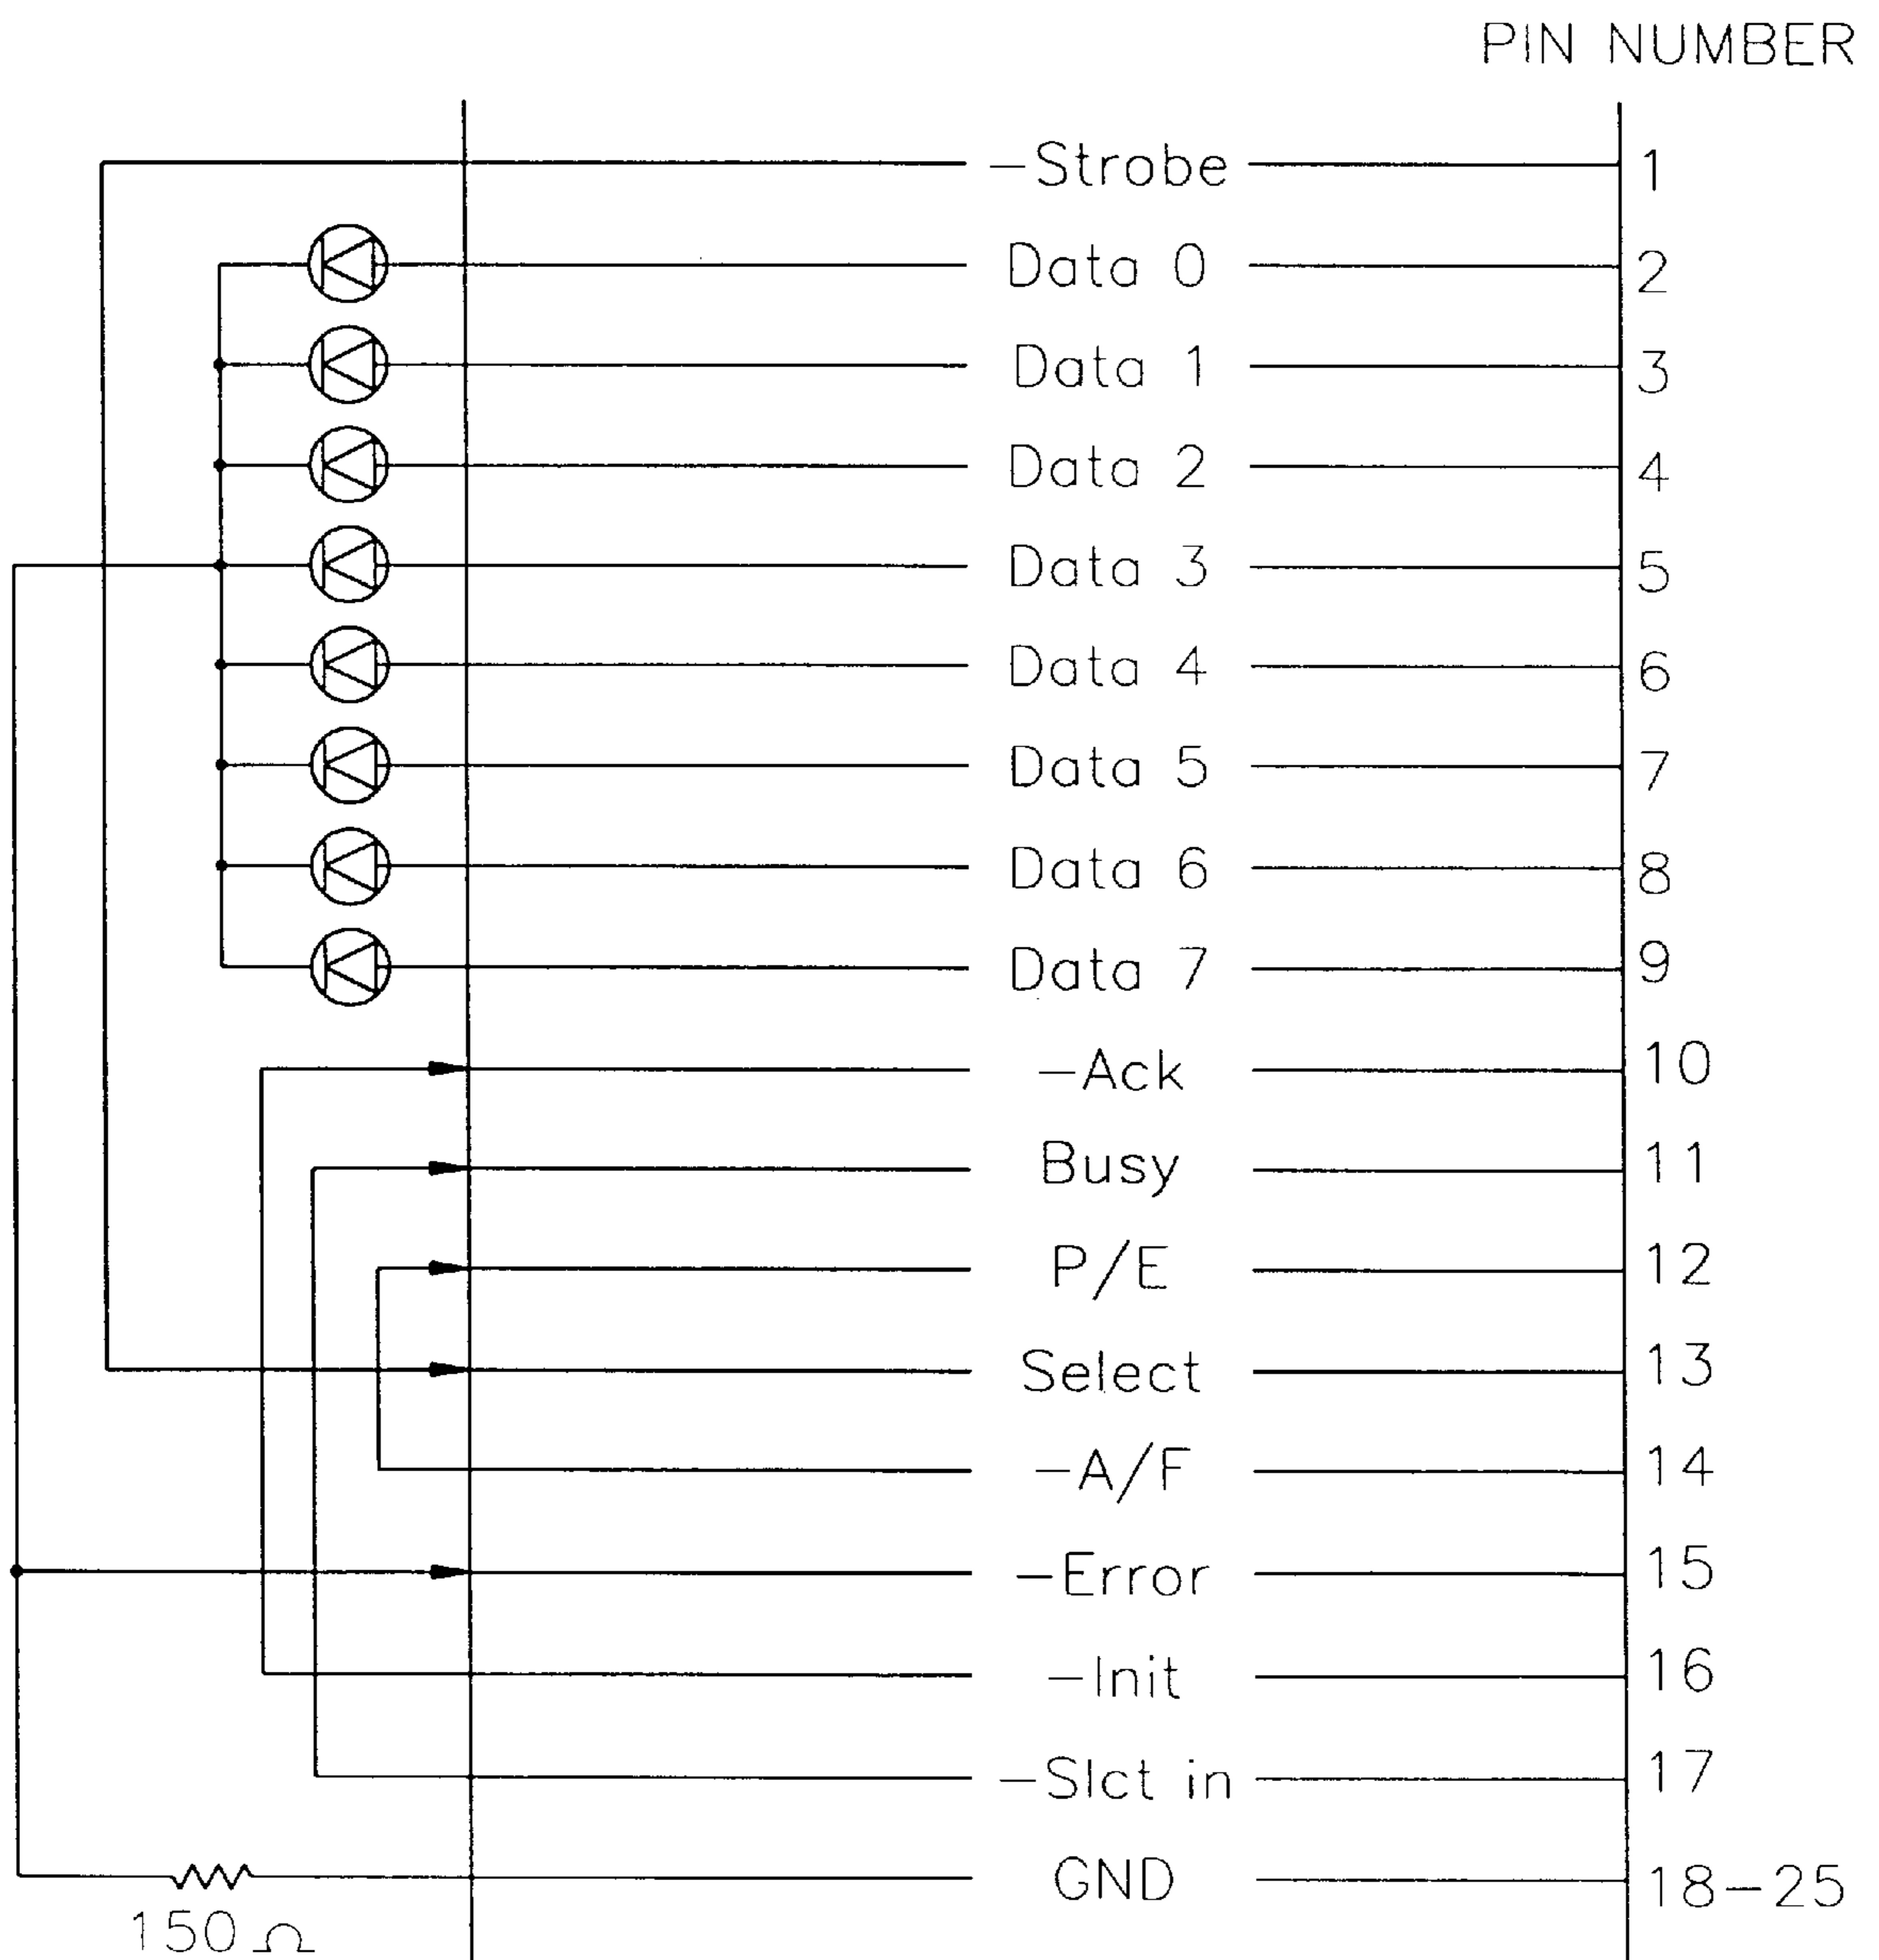 PIN NUMBER
-Strobe 1
Data 0 2
Data 1 3
Data 2 4
Data 3 5
Data 4 6
Data 5 7
Data 6 8
Data 7 9
-Ack 10
Busy 11
P/E 12
Select 13
-A/F 14
-Error 15
-Init 16
-Slct in 17
GND 18-25
150 Ω